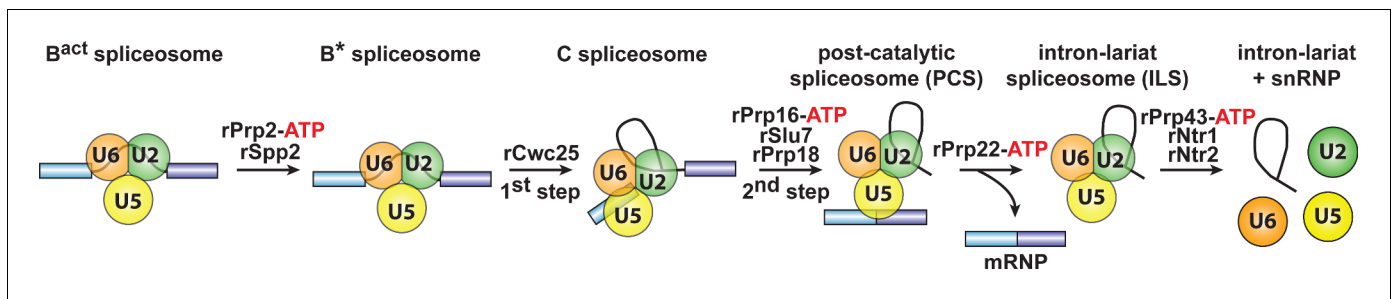 B^act spliceosome
B* spliceosome
C spliceosome
post-catalytic
spliceosome (PCS)
intron-lariat
spliceosome (ILS)
intron-lariat
+ snRNP
U6 U2
U5
rPrp2-ATP
rSpp2
U6 U2
U5
rCwc25
1st step
U6
U2
U5
rPrp16-ATP
rSlu7
rPrp18
2nd step
U6 U2
U5
rPrp22-ATP
mRNP
U6 U2
U5
rPrp43-ATP
rNtr1
rNtr2
U2
U6
U5